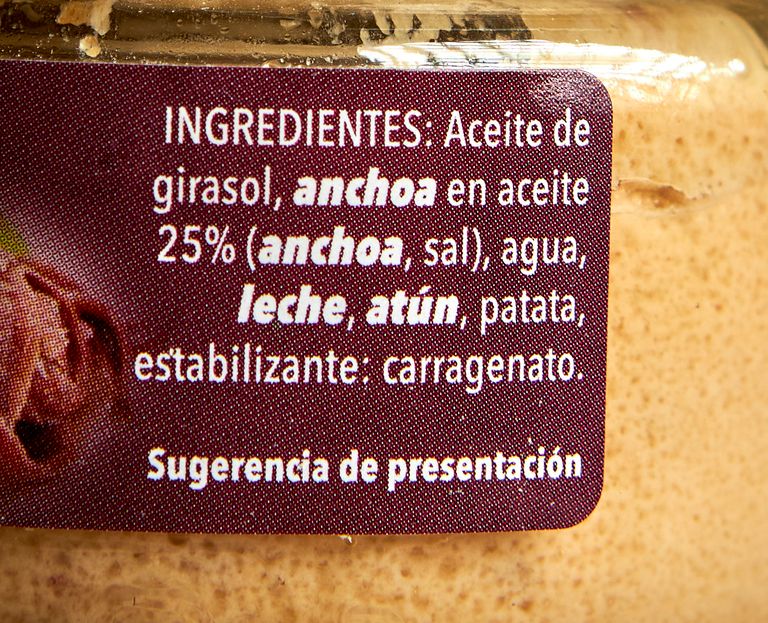 INGREDIENTES: Aceite de
girasol, anchoa en aceite
25% (anchoa, sal), agua,
leche, atún, patata,
estabilizante: carragenato.
Sugerencia de presentación